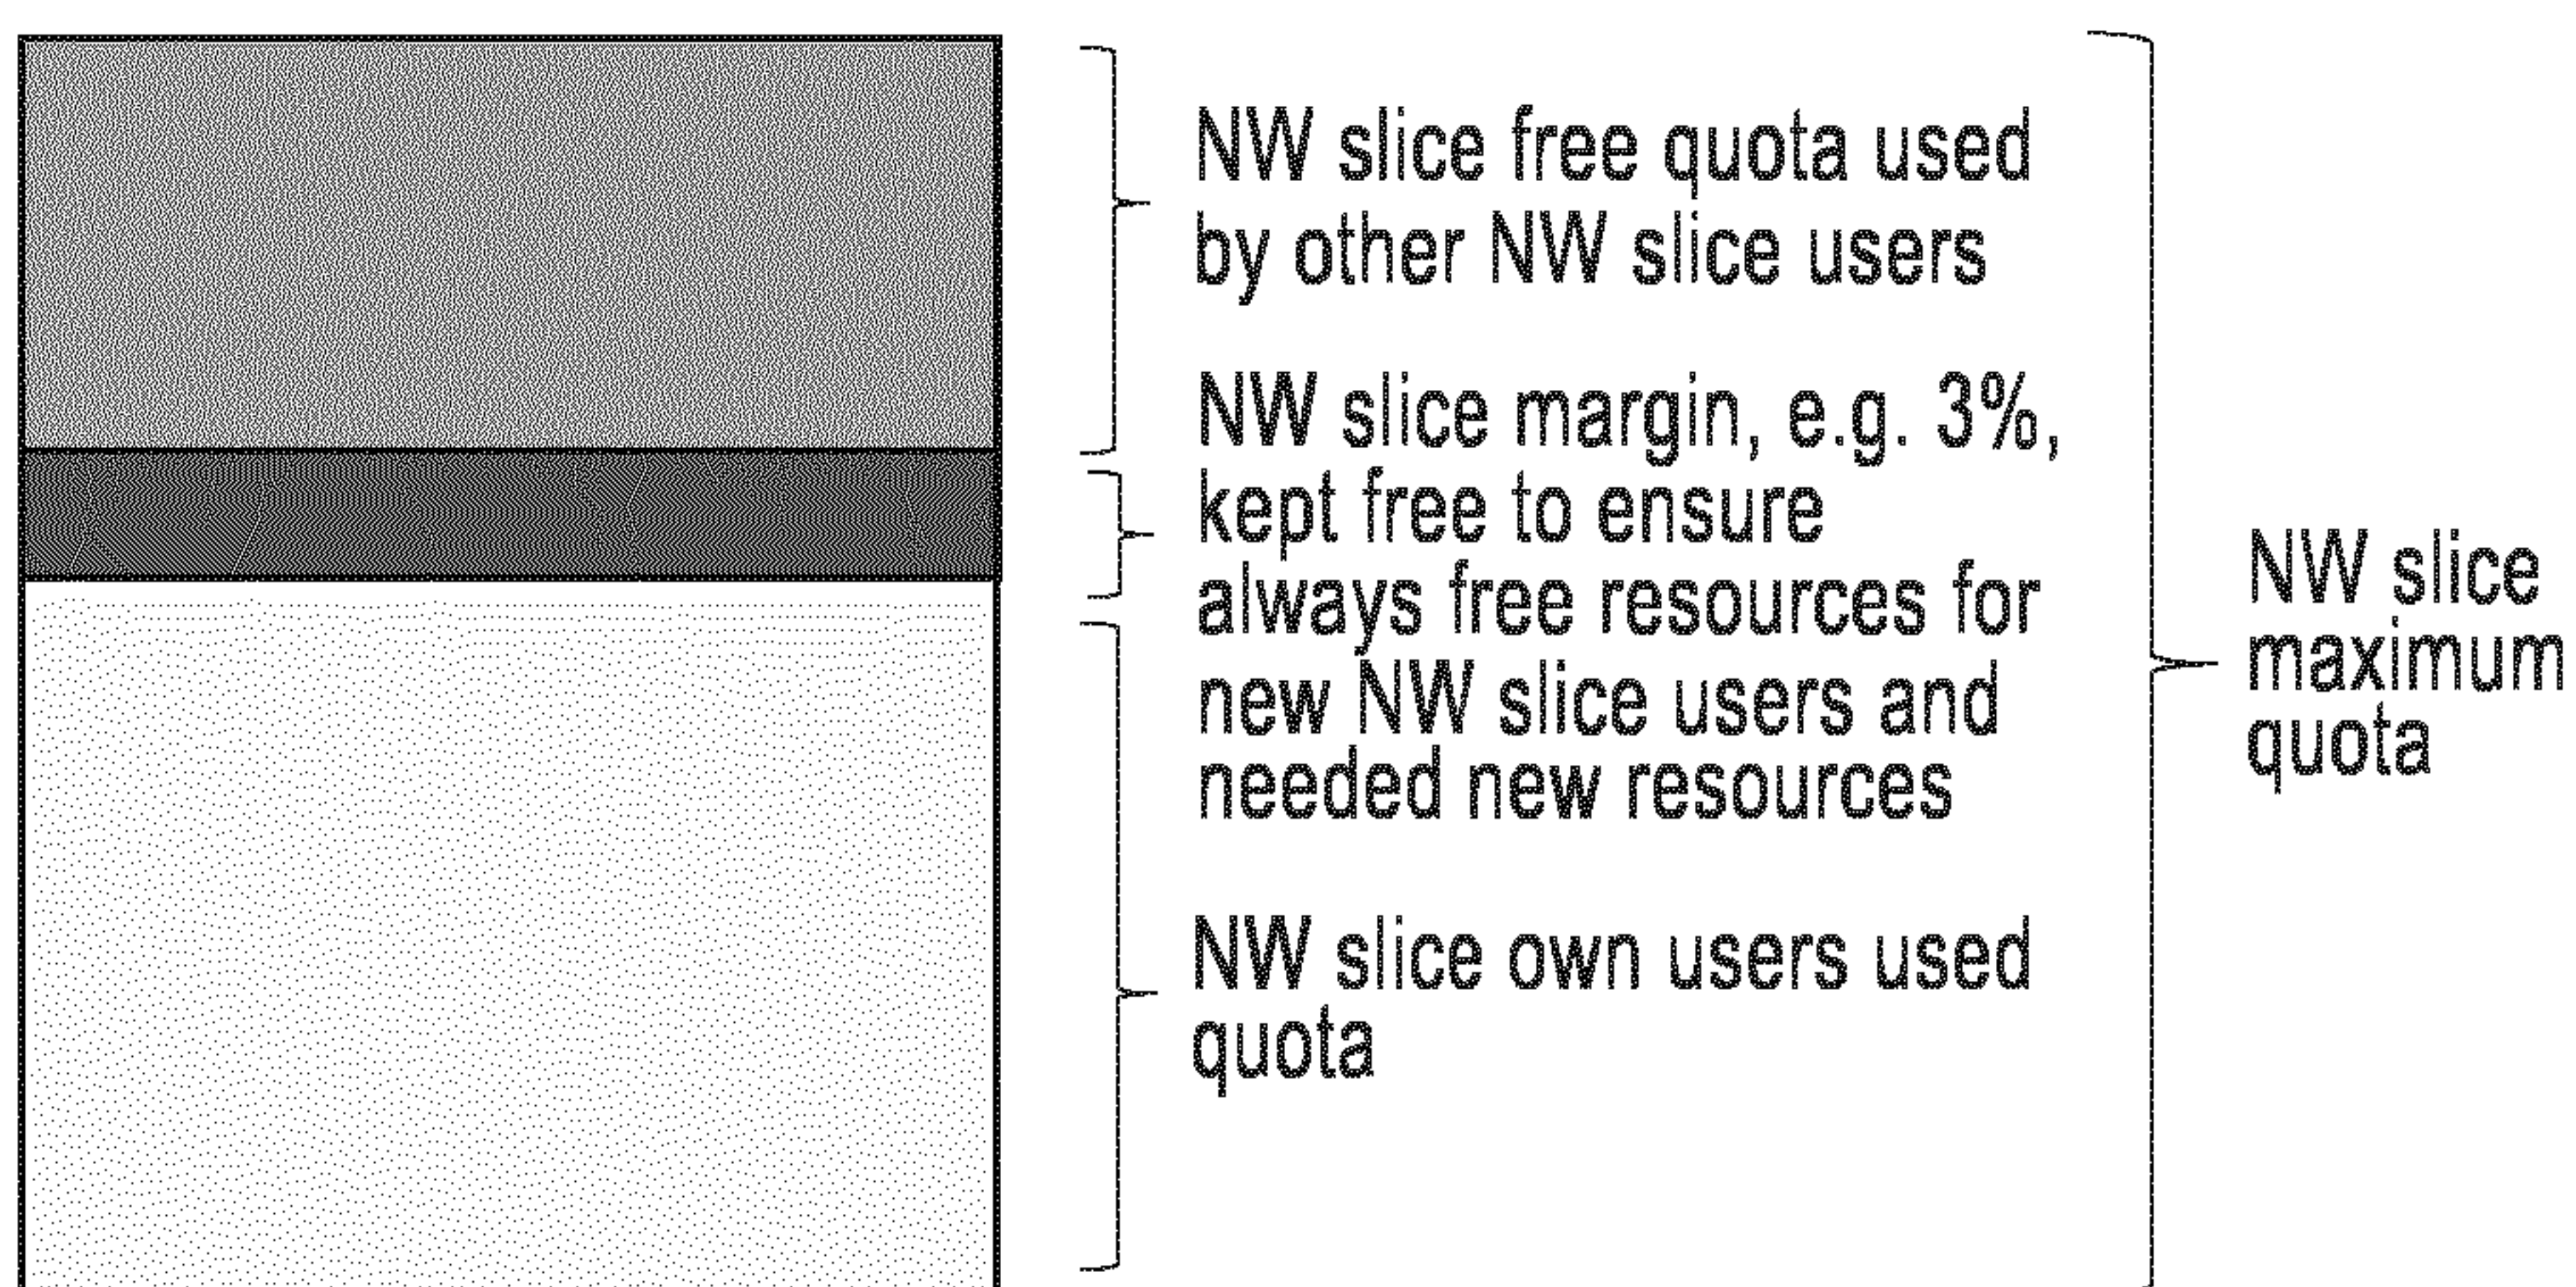 NW slice free quota used
by other NW slice users
NW slice margin, e.g. 3%,
kept free to ensure
always free resources for
new NW slice users and
needed new resources
NW slice own users used
quota
NW slice
maximum
quota